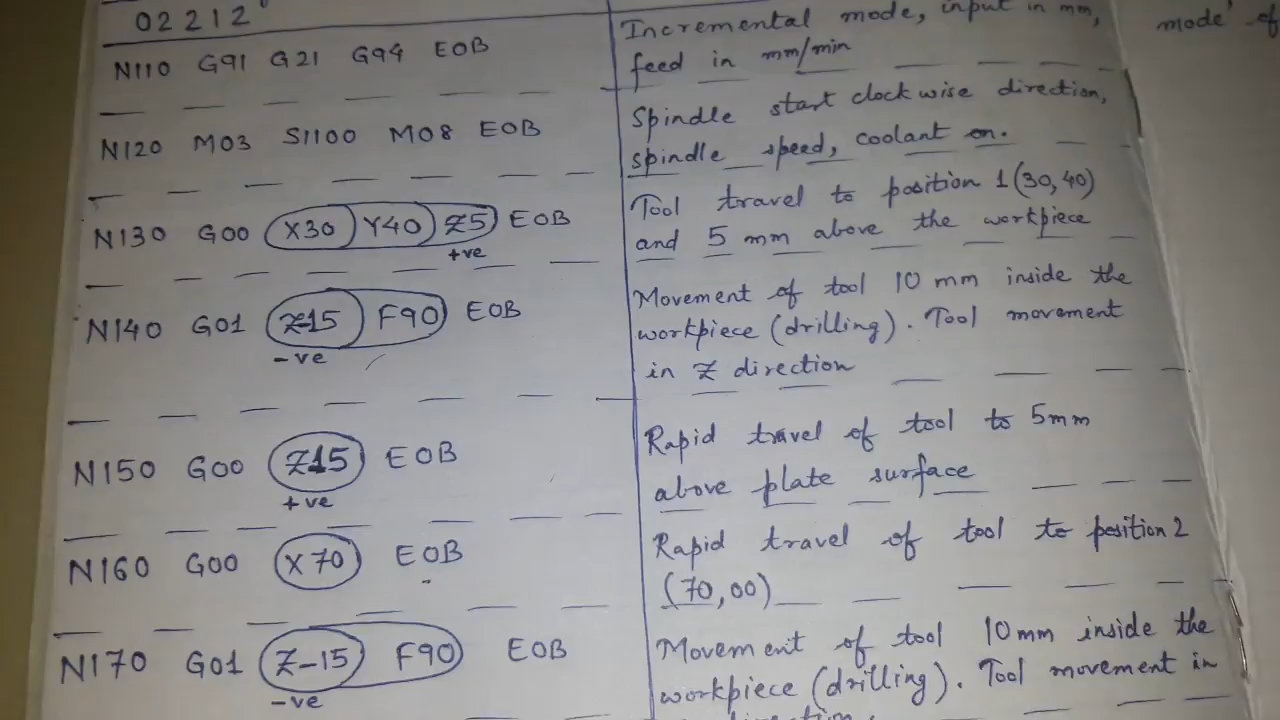 02212
N110 G91 G21 G94 EOB
Incremental mode, input in mm, mode of
feed in mm/min
N120 M03 S1100 M08 EOB
Spindle start clockwise direction,
spindle speed, coolant on.
N130 G00 X30 Y40 Z5 EOB
+ve
Tool travel to position 1 (30,40)
and 5 mm above the workpiece
N140 G01 Z-15 F90 EOB
-ve
Movement of tool 10 mm inside the
workpiece (drilling). Tool movement
in Z direction
N150 G00 Z15 EOB
+ve
Rapid travel of tool to 5mm
above plate surface
N160 G00 X70 EOB
Rapid travel of tool to position 2
(70,00)
N170 G01 Z-15 F90 EOB
-ve
Movement of tool 10mm inside the
workpiece (drilling). Tool movement in
direction.